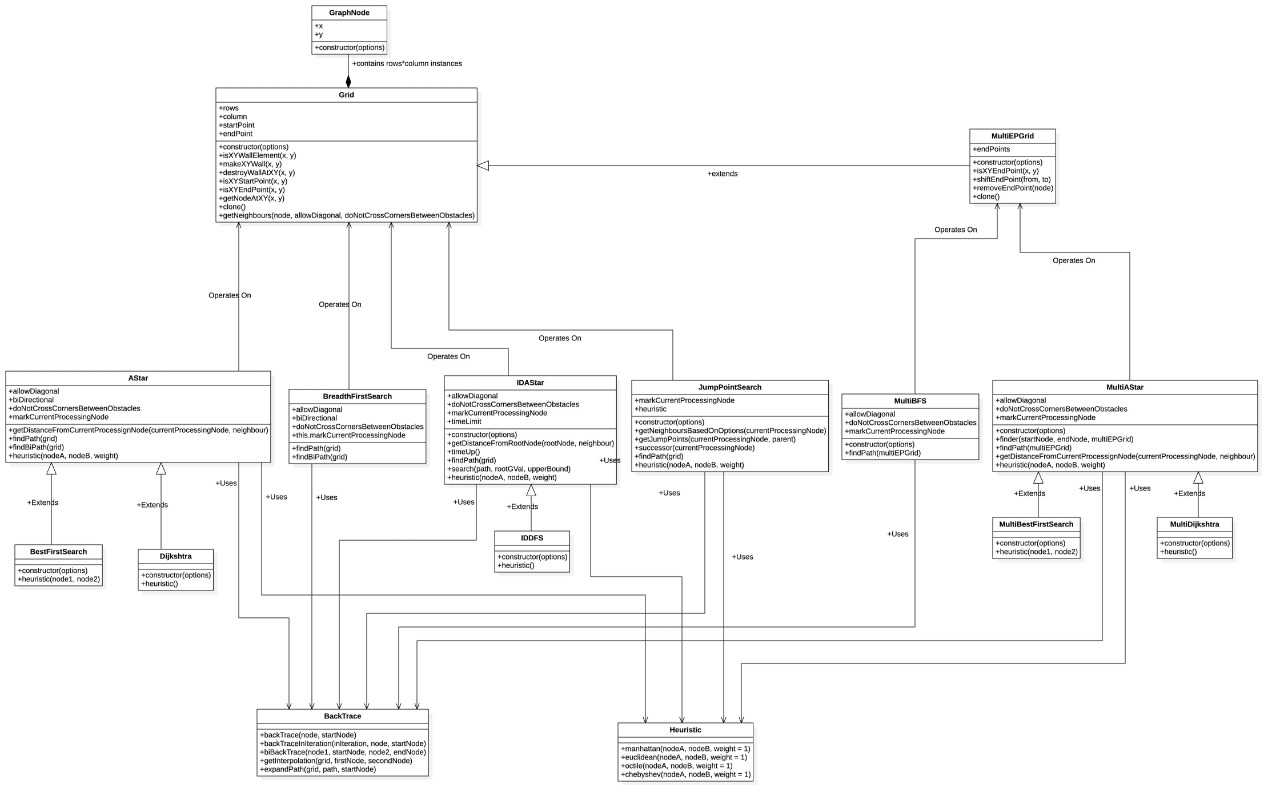 GraphNode
+x
+y
+constructor(options)
+contains rows*column instances
Grid
+rows
+column
+startPoint
+endPoint
+constructor(options)
+isXYWallElement(x, y)
+makeXYWall(x, y)
+destroyWallAtXY(x, y)
+isXYStartPoint(x, y)
+isXYEndPoint(x, y)
+getNodeAtXY(x, y)
+clone()
+getNeighbours(node, allowDiagonal, doNotCrossCornersBetweenObstacles)
+extends
MultiEPGrid
+endPoints
+constructor(options)
+isXYEndPoint(x, y)
+shiftEndPoint(from, to)
+removeEndPoint(node)
+clone()
Operates On
Operates On
Operates On
Operates On
Operates On
Operates On
AStar
+allowDiagonal
+biDirectional
+doNotCrossCornersBetweenObstacles
+markCurrentProcessingNode
+getDistanceFromCurrentProcessignNode(currentProcessingNode, neighbour)
+findPath(grid)
+findBiPath(grid)
+heuristic(nodeA, nodeB, weight)
BreadthFirstSearch
+allowDiagonal
+biDirectional
+doNotCrossCornersBetweenObstacles
+this.markCurrentProcessingNode
+findPath(grid)
+findBiPath(grid)
IDAStar
+allowDiagonal
+doNotCrossCornersBetweenObstacles
+markCurrentProcessingNode
+timeLimit
+constructor(options)
+getDistanceFromRootNode(rootNode, neighbour)
+timeUp()
+findPath(grid)
+search(path, rootGVal, upperBound)
+heuristic(nodeA, nodeB, weight)
+Uses
JumpPointSearch
+markCurrentProcessingNode
+heuristic
+constructor(options)
+getNeighboursBasedOnOptions(currentProcessingNode)
+getJumpPoints(currentProcessingNode, parent)
+successor(currentProcessingNode)
+findPath(grid)
+heuristic(nodeA, nodeB, weight)
MultiBFS
+allowDiagonal
+doNotCrossCornersBetweenObstacles
+markCurrentProcessingNode
+constructor(options)
+findPath(multiEPGrid)
MultiAStar
+allowDiagonal
+doNotCrossCornersBetweenObstacles
+markCurrentProcessingNode
+constructor(options)
+finder(startNode, endNode, multiEPGrid)
+findPath(multiEPGrid)
+getDistanceFromCurrentProcessignNode(currentProcessingNode, neighbour)
+heuristic(nodeA, nodeB, weight)
+Extends
+Extends
+Uses
+Uses
+Uses
+Uses
+Extends
+Uses
+Uses
+Uses
+Extends
+Uses
+Uses
+Extends
BestFirstSearch
+constructor(options)
+heuristic(node1, node2)
Dijkshtra
+constructor(options)
+heuristic()
IDDFS
+constructor(options)
+heuristic()
MultiBestFirstSearch
+constructor(options)
+heuristic(node1, node2)
MultiDijkshtra
+constructor(options)
+heuristic()
BackTrace
+backTrace(node, startNode)
+backTraceInIteration(inIteration, node, startNode)
+biBackTrace(node1, startNode, node2, endNode)
+getInterpolation(grid, firstNode, secondNode)
+expandPath(grid, path, startNode)
Heuristic
+manhattan(nodeA, nodeB, weight = 1)
+euclidean(nodeA, nodeB, weight = 1)
+octile(nodeA, nodeB, weight = 1)
+chebyshev(nodeA, nodeB, weight = 1)